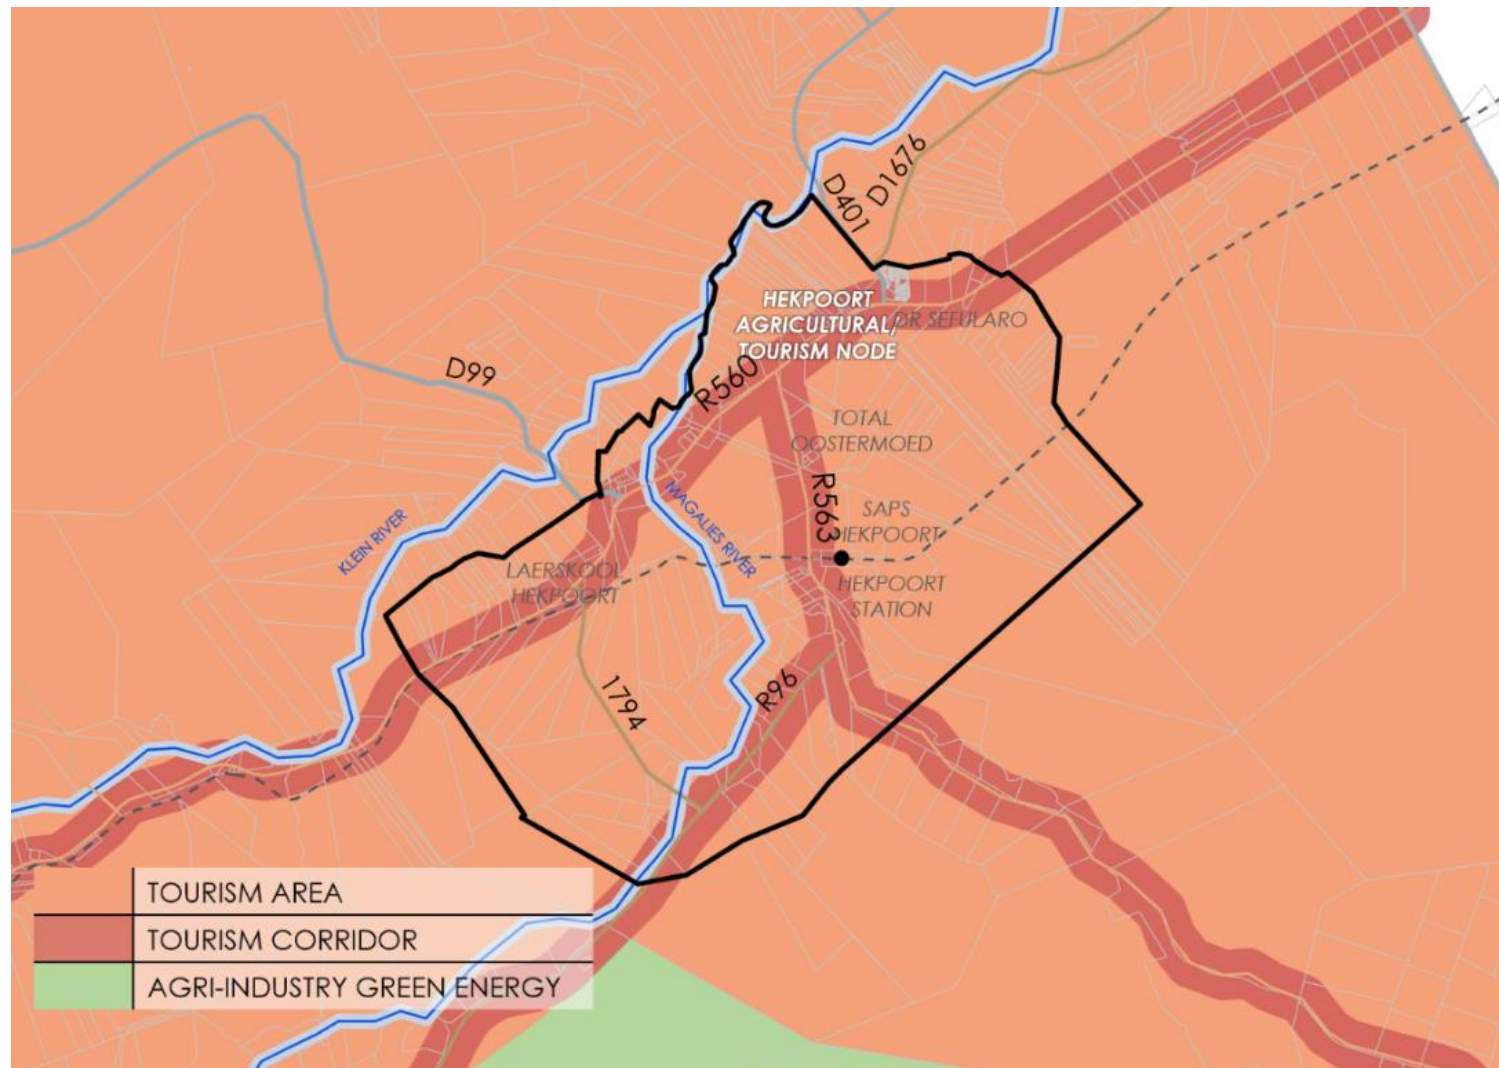 D401
D1676
HEKPOORT
AGRICULTURAL/
TOURISM NODE
DR SEFULARO
D99
R560
TOTAL
OOSTERMOED
R563
SAPS
HEKPOORT
MAGALIES RIVER
KLEIN RIVER
LAERSKOOL
HEKPOORT
HEKPOORT
STATION
1794
R96
TOURISM AREA
TOURISM CORRIDOR
AGRI-INDUSTRY GREEN ENERGY